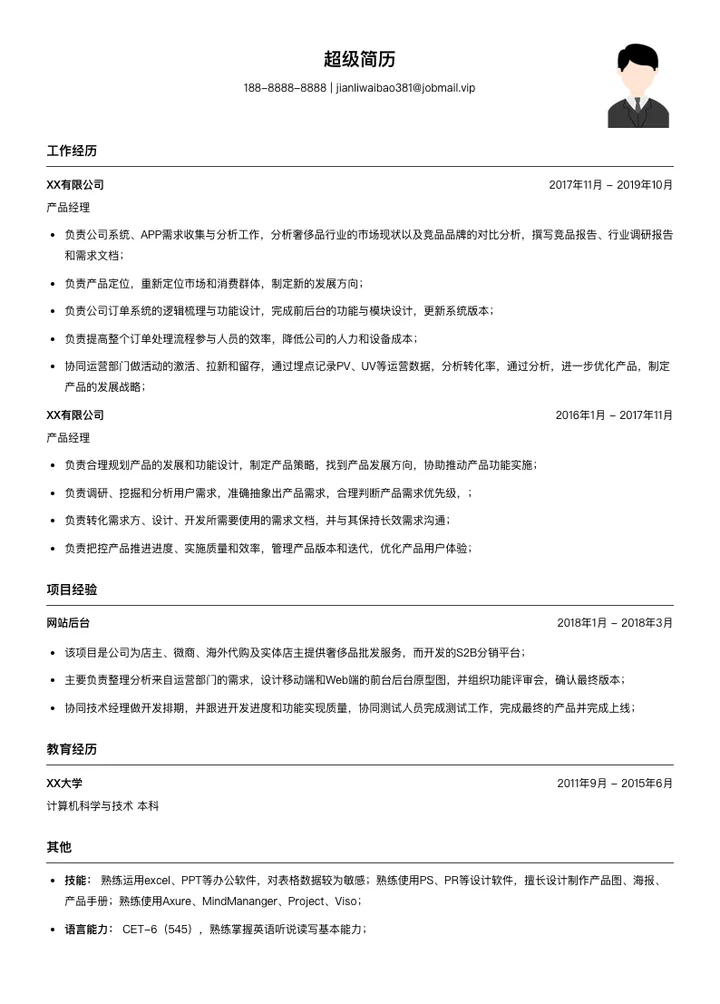 超级简历
188-8888-8888 | jianliwaibao381@jobmail.vip
工作经历
XX有限公司 2017年11月 - 2019年10月
产品经理
• 负责公司系统、APP需求收集与分析工作，分析奢侈品行业的市场现状以及竞品品牌的对比分析，撰写竞品报告、行业调研报告
和需求文档；
• 负责产品定位，重新定位市场和消费群体，制定新的发展方向；
• 负责公司订单系统的逻辑梳理与功能设计，完成前后台的功能与模块设计，更新系统版本；
• 负责提高整个订单处理流程参与人员的效率，降低公司的人力和设备成本；
• 协同运营部门做活动的激活、拉新和留存，通过埋点记录PV、UV等运营数据，分析转化率，通过分析，进一步优化产品，制定
产品的发展战略；
XX有限公司 2016年1月 - 2017年11月
产品经理
• 负责合理规划产品的发展和功能设计，制定产品策略，找到产品发展方向，协助推动产品功能实施；
• 负责调研、挖掘和分析用户需求，准确抽象出产品需求，合理判断产品需求优先级，；
• 负责转化需求方、设计、开发所需要使用的需求文档，并与其保持长效需求沟通；
• 负责把控产品推进进度、实施质量和效率，管理产品版本和迭代，优化产品用户体验；
项目经验
网站后台 2018年1月 - 2018年3月
• 该项目是公司为店主、微商、海外代购及实体店主提供奢侈品批发服务，而开发的S2B分销平台；
• 主要负责整理分析来自运营部门的需求，设计移动端和Web端的前台后台原型图，并组织功能评审会，确认最终版本；
• 协同技术经理做开发排期，并跟进开发进度和功能实现质量，协同测试人员完成测试工作，完成最终的产品并完成上线；
教育经历
XX大学 2011年9月 - 2015年6月
计算机科学与技术 本科
其他
• 技能： 熟练运用excel、PPT等办公软件，对表格数据较为敏感；熟练使用PS、PR等设计软件，擅长设计制作产品图、海报、
产品手册；熟练使用Axure、MindMananger、Project、Viso；
• 语言能力： CET-6（545），熟练掌握英语听说读写基本能力；